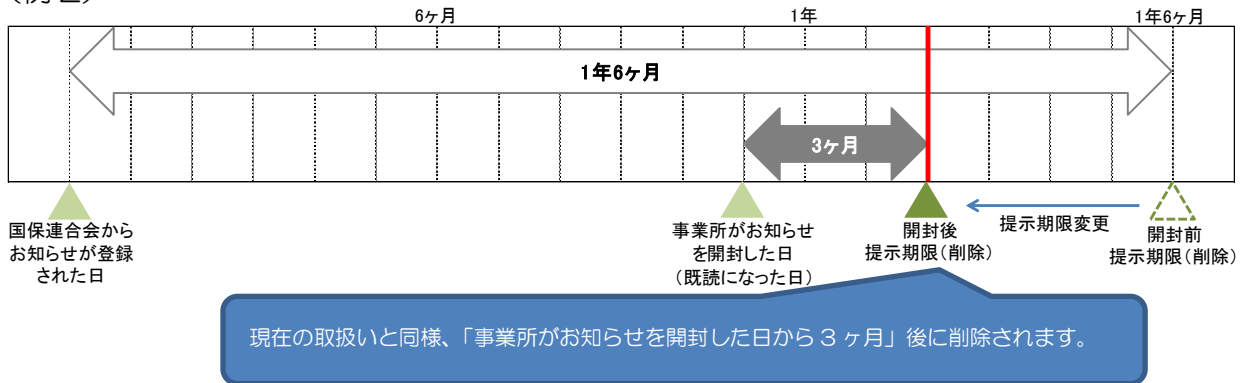 6ヶ月
1年
1年6ヶ月
1年6ヶ月
3ヶ月
国保連合会から
お知らせが登録
された日
事業所がお知らせ
を開封した日
(既読になった日)
開封後
提示期限(削除)
提示期限変更
開封前
提示期限(削除)
現在の取扱いと同様、「事業所がお知らせを開封した日から 3 ヶ月」後に削除されます。